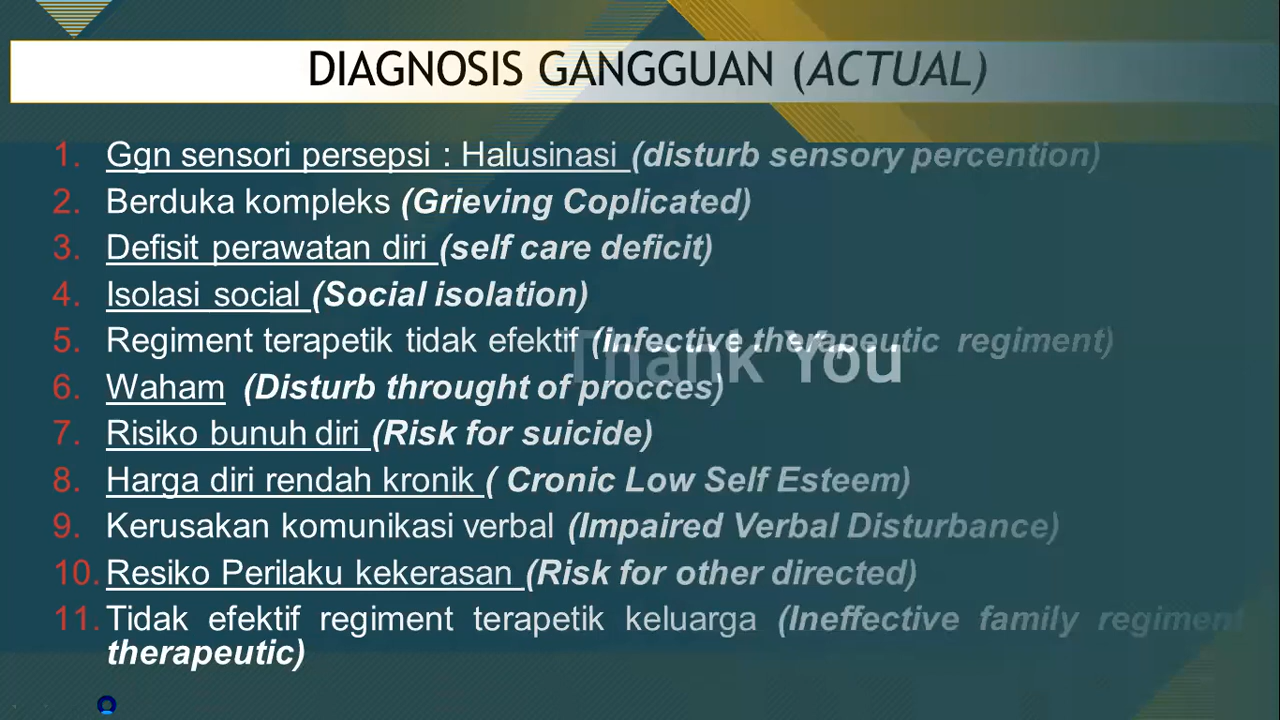 DIAGNOSIS GANGGUAN (ACTUAL)
1. Ggn sensori persepsi : Halusinasi (disturb sensory percention)
2. Berduka kompleks (Grieving Coplicated)
3. Defisit perawatan diri (self care deficit)
4. Isolasi social (Social isolation)
5. Regiment terapetik tidak efektif (infective therapeutic regiment)
Thank You
6. Waham (Disturb throught of procces)
7. Risiko bunuh diri (Risk for suicide)
8. Harga diri rendah kronik ( Cronic Low Self Esteem)
9. Kerusakan komunikasi verbal (Impaired Verbal Disturbance)
10. Resiko Perilaku kekerasan (Risk for other directed)
11. Tidak efektif regiment terapetik keluarga (Ineffective family regiment
therapeutic)